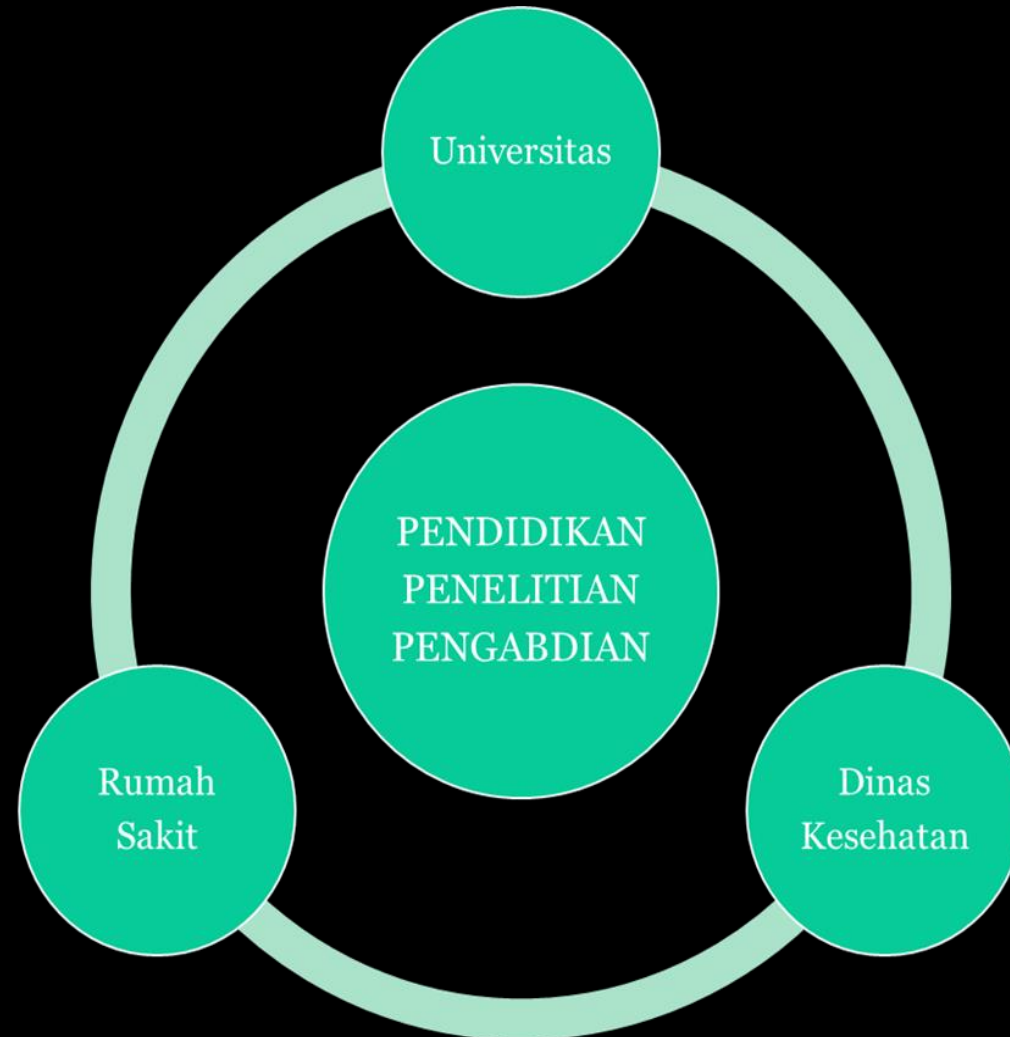 Universitas
PENDIDIKAN
PENELITIAN
PENGABDIAN
Rumah
Sakit
Dinas
Kesehatan